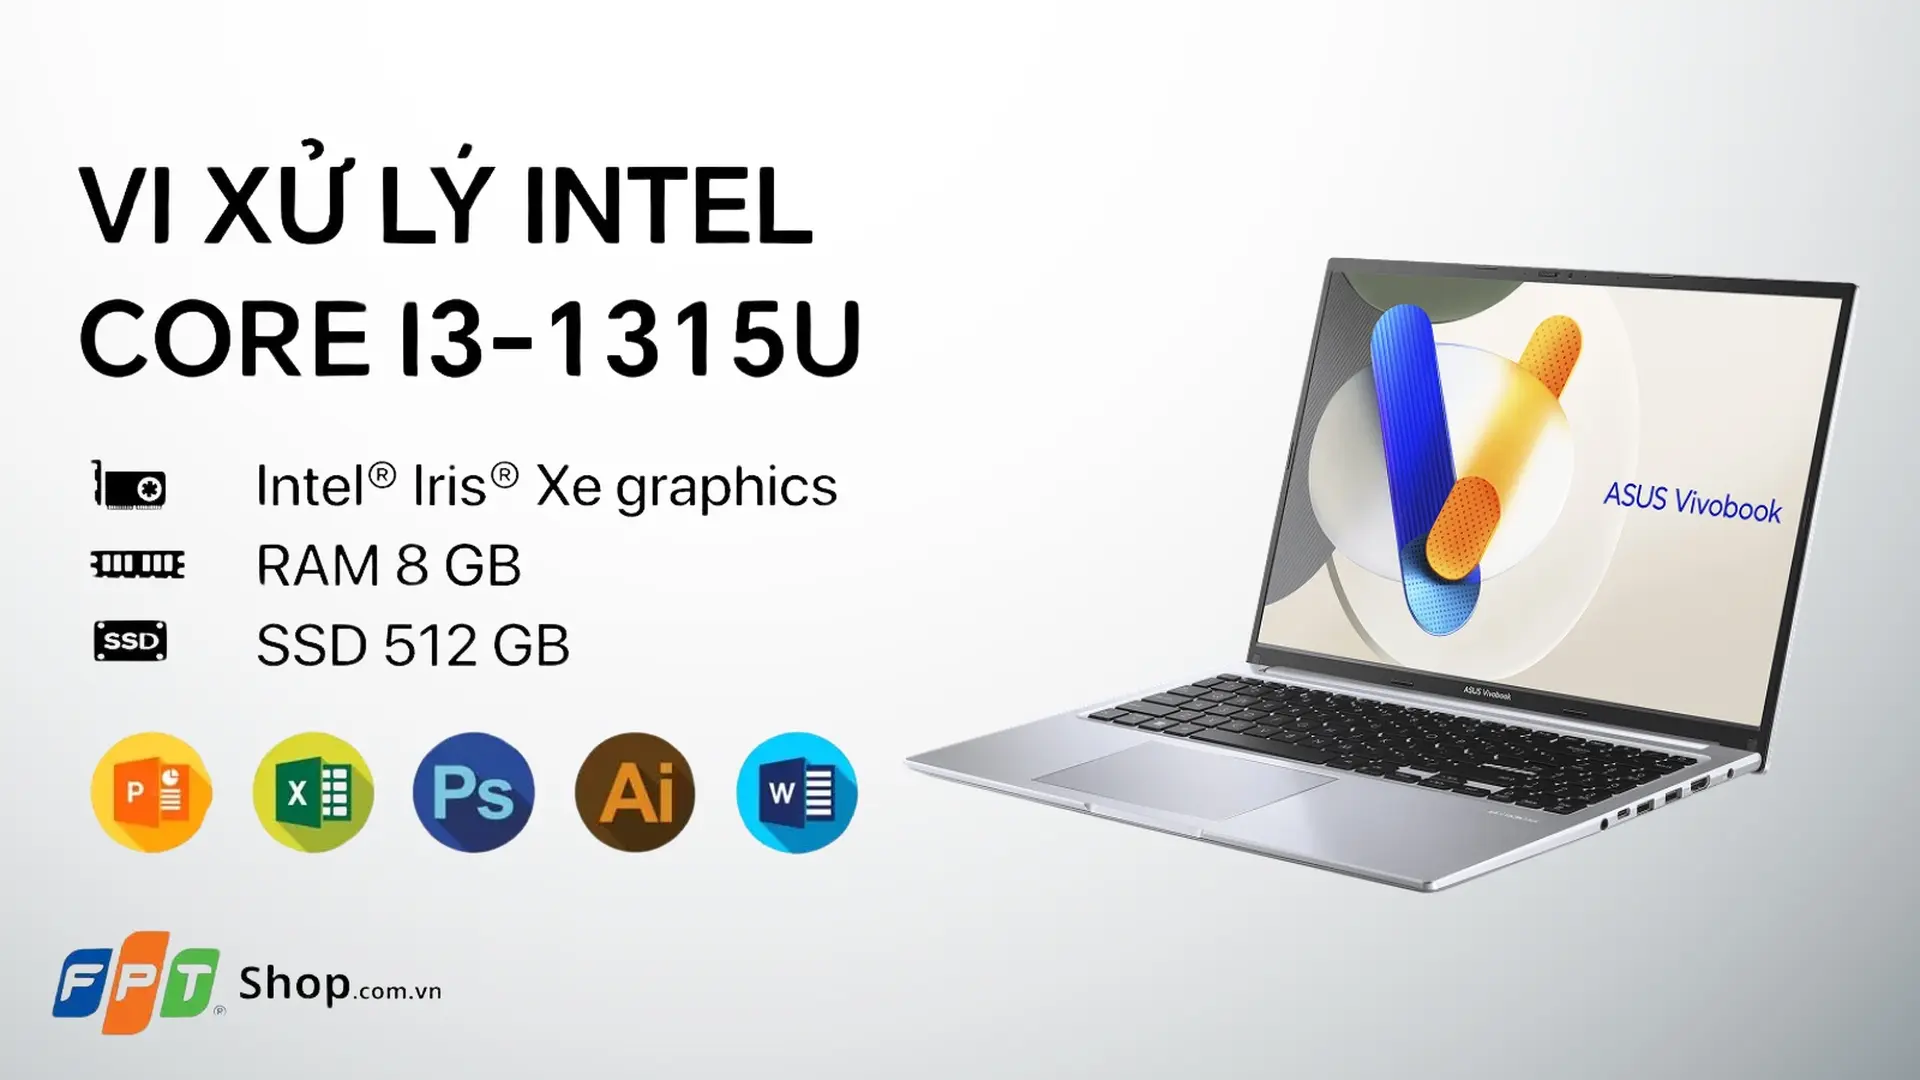 VI XỬ LÝ INTEL
CORE I3-1315U
Intel® Iris® Xe graphics
RAM 8 GB
SSD
SSD 512 GB
P
X
Ps
Ai
W
FPT® Shop.com.vn
ASUS Vivobook
ASUS Vivobook